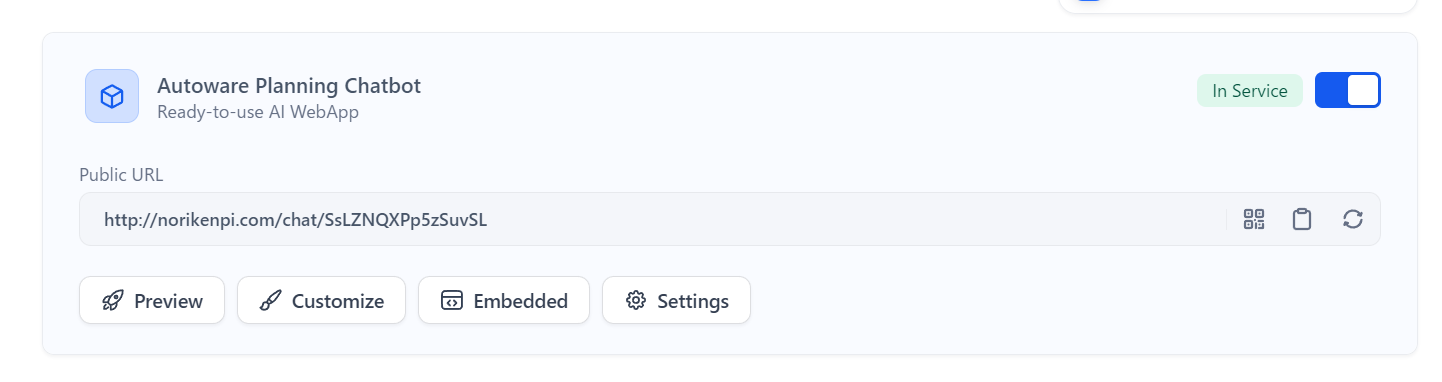 Autoware Planning Chatbot
Ready-to-use AI WebApp
In Service
Public URL
http://norikenpi.com/chat/SsLZNQXPp5zSuvSL
Preview
Customize
Embedded
Settings